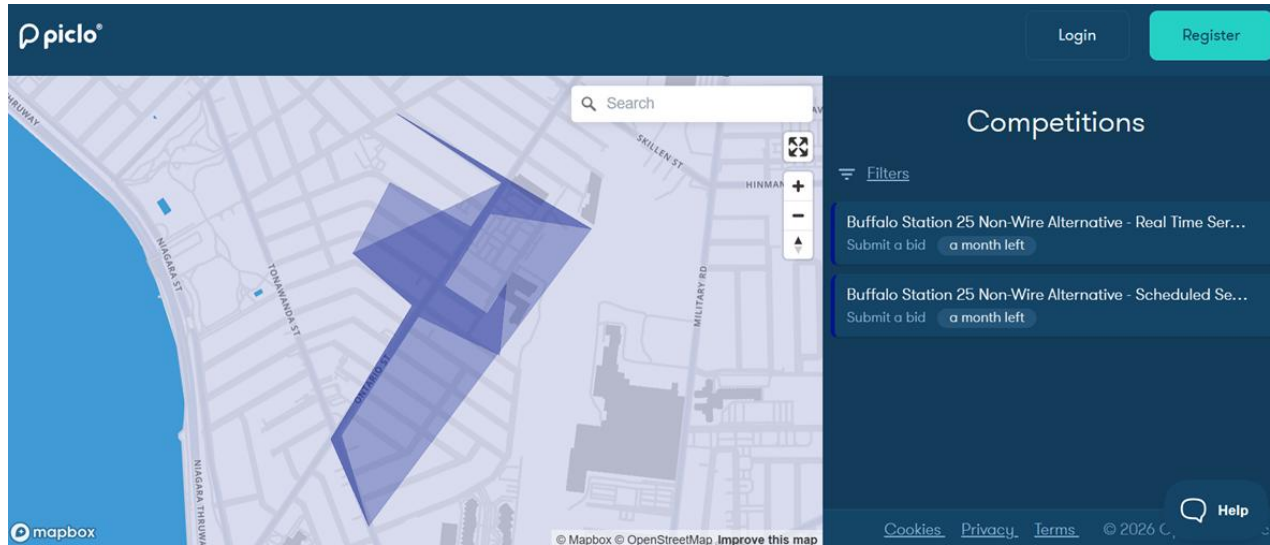 piclo®
Login
Register
Search
Competitions
Filters
Buffalo Station 25 Non-Wire Alternative - Real Time Ser...
Submit a bid a month left
Buffalo Station 25 Non-Wire Alternative - Scheduled Se...
Submit a bid a month left
THRUWAY
SKILLEN ST
HINMAN
NIAGARA ST
TONAWANDA ST
MILITARY RD
ONTARIO ST
NIAGARA THRUW
mapbox
© Mapbox © OpenStreetMap Improve this map
Cookies Privacy Terms © 2026
Help